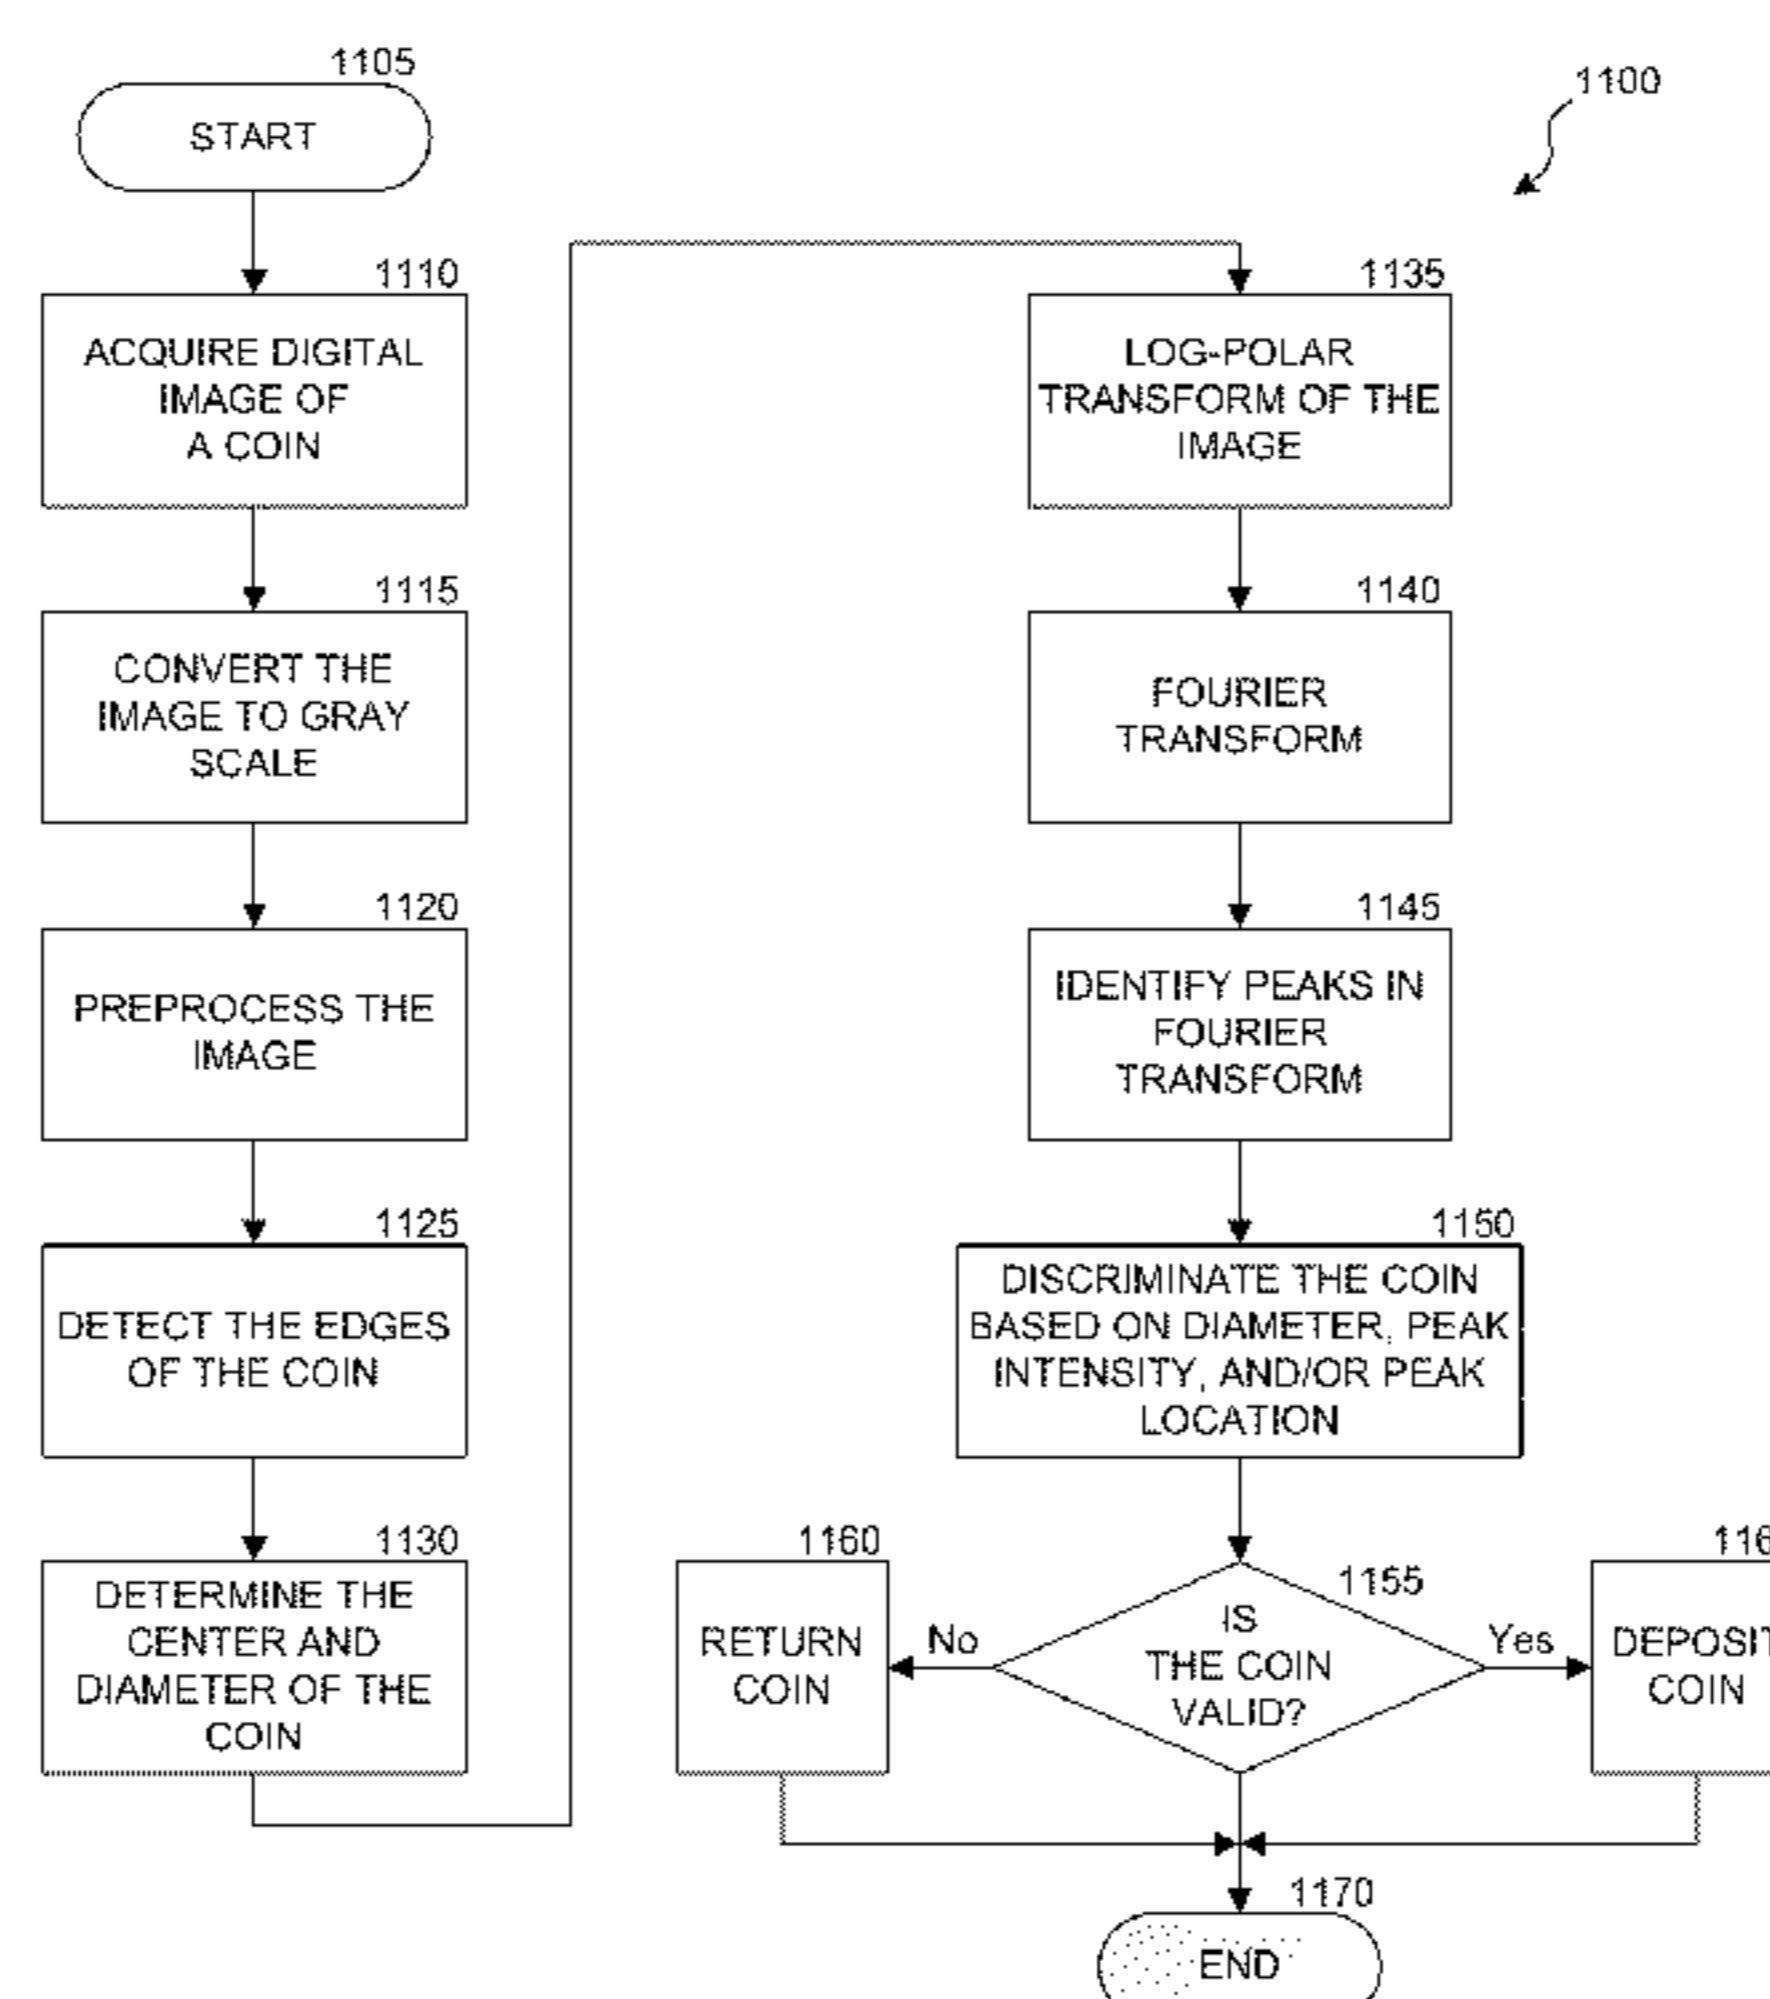 1105
START
1110
ACQUIRE DIGITAL
IMAGE OF
A COIN
1115
CONVERT THE
IMAGE TO GRAY
SCALE
1120
PREPROCESS THE
IMAGE
1125
DETECT THE EDGES
OF THE COIN
1130
DETERMINE THE
CENTER AND
DIAMETER OF THE
COIN
1100
1135
LOG-POLAR
TRANSFORM OF THE
IMAGE
1140
FOURIER
TRANSFORM
1145
IDENTIFY PEAKS IN
FOURIER
TRANSFORM
1150
DISCRIMINATE THE COIN
BASED ON DIAMETER, PEAK
INTENSITY, AND/OR PEAK
LOCATION
1155
IS
THE COIN
VALID?
No
1160
RETURN
COIN
Yes
DEPOSIT
COIN
1170
END